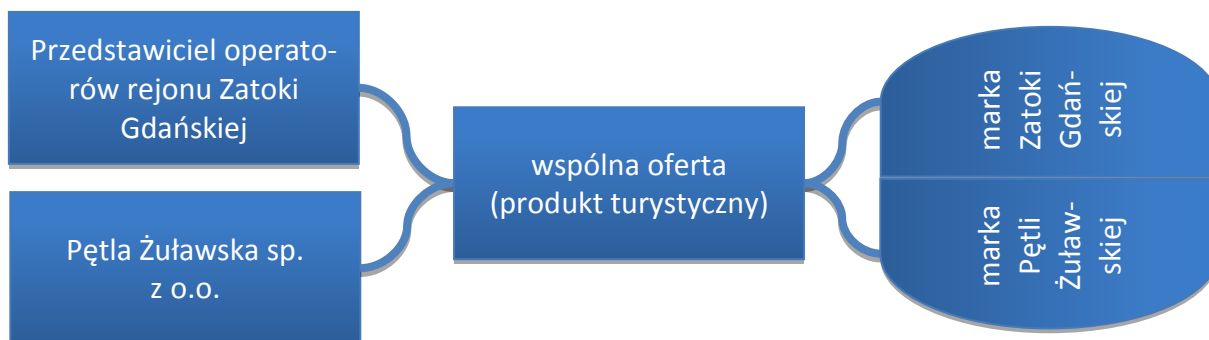 Przedstawiciel operato-
rów rejonu Zatoki
Gdańskiej
Pętla Żuławska sp.
z o.o.
wspólna oferta
(produkt turystyczny)
marka
Zatoki
Gdań-
skiej
marka
Pętli
Żuław-
skiej